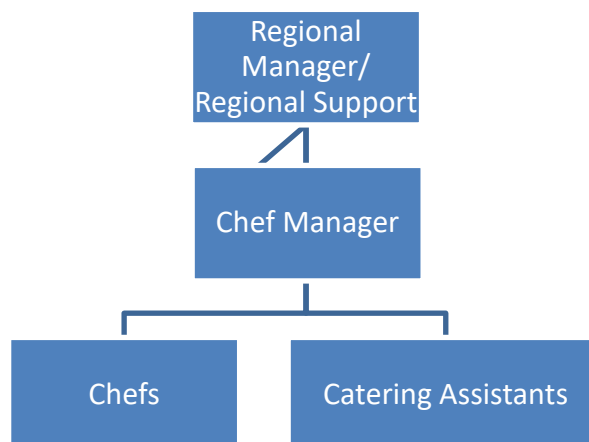 Regional
Manager/
Regional Support
Chef Manager
Chefs
Catering Assistants